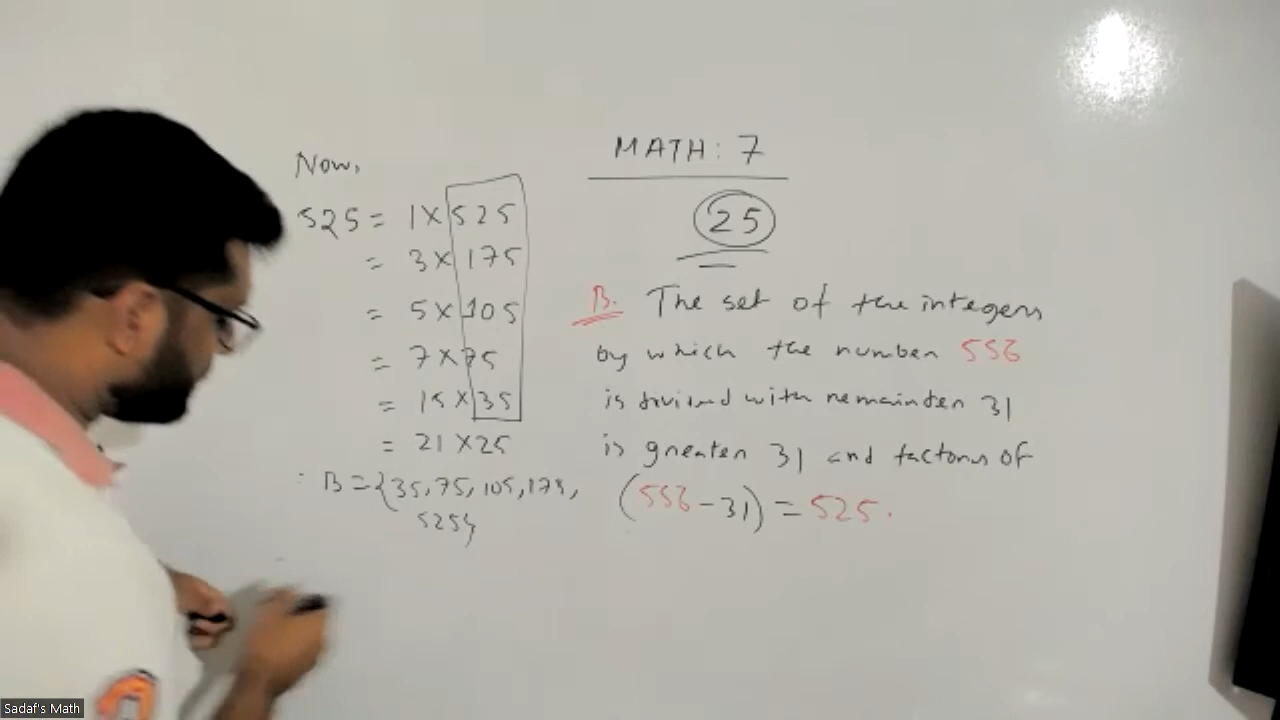 Now,
525 = 1 X 525
= 3 X 175
= 5 X 105
= 7 X 75
= 15 X 35
= 21 X 25
∴ B = {35, 75, 105, 175,
525}
MATH: 7
25
B. The set of the integers
by which the number 556
is divided with remainder 31
is greater 31 and factors of
(556 - 31) = 525.
Sadaf's Math